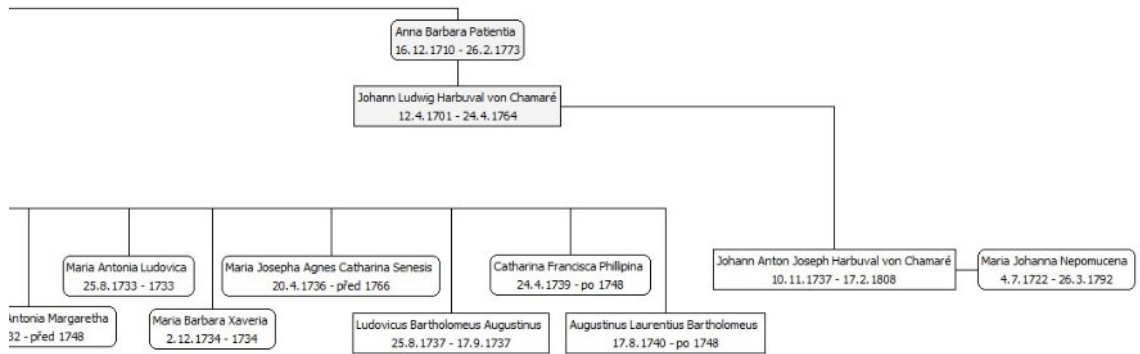 Anna Barbara Patientia
16.12.1710 - 26.2.1773
Johann Ludwig Harbuval von Chamaré
12.4.1701 - 24.4.1764
Maria Antonia Ludovica
25.8.1733 - 1733
Maria Josepha Agnes Catharina Senesis
20.4.1736 - před 1766
Catharina Francisca Phillipina
24.4.1739 - po 1748
Johann Anton Joseph Harbuval von Chamaré
10.11.1737 - 17.2.1808
Maria Johanna Nepomucena
4.7.1722 - 26.3.1792
Antonia Margaretha
32 - před 1748
Maria Barbara Xaveria
2.12.1734 - 1734
Ludovicus Bartholomeus Augustinus
25.8.1737 - 17.9.1737
Augustinus Laurentius Bartholomeus
17.8.1740 - po 1748